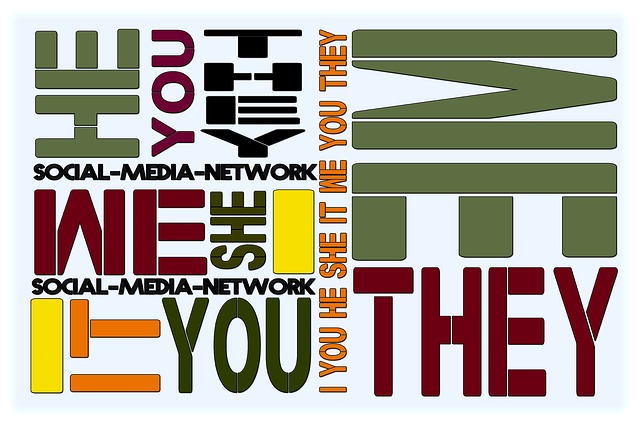 HE
YOU
THEY
SOCIAL-MEDIA-NETWORK
WE SHE I
SOCIAL-MEDIA-NETWORK
I IT YOU
I YOU HE SHE IT WE YOU THEY
WE
THEY